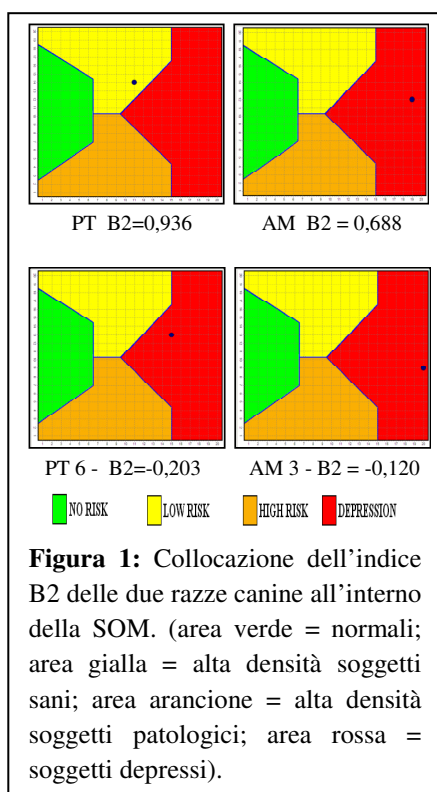 PT B2=0,936
AM B2 = 0,688
PT 6 - B2=-0,203
AM 3 - B2 = -0,120
NO RISK
LOW RISK
HIGH RISK
DEPRESSION
Figura 1: Collocazione dell'indice
B2 delle due razze canine all'interno
della SOM. (area verde = normali;
area gialla = alta densità soggetti
sani; area arancione = alta densità
soggetti patologici; area rossa =
soggetti depressi).